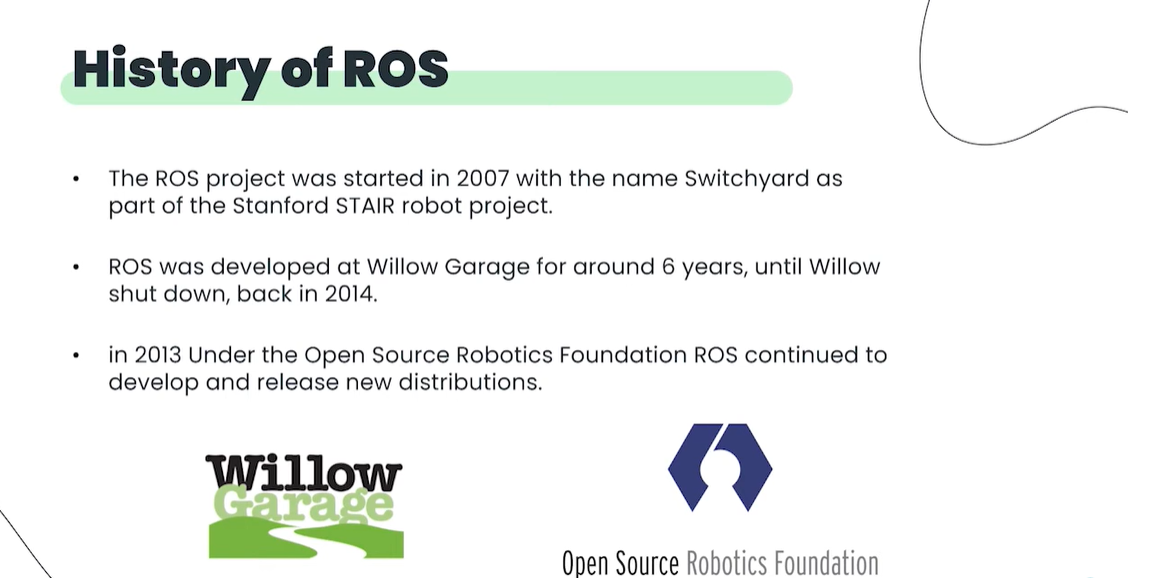 History of ROS
• The ROS project was started in 2007 with the name Switchyard as
part of the Stanford STAIR robot project.
• ROS was developed at Willow Garage for around 6 years, until Willow
shut down, back in 2014.
• in 2013 Under the Open Source Robotics Foundation ROS continued to
develop and release new distributions.
Willow
Garage
Open Source Robotics Foundation